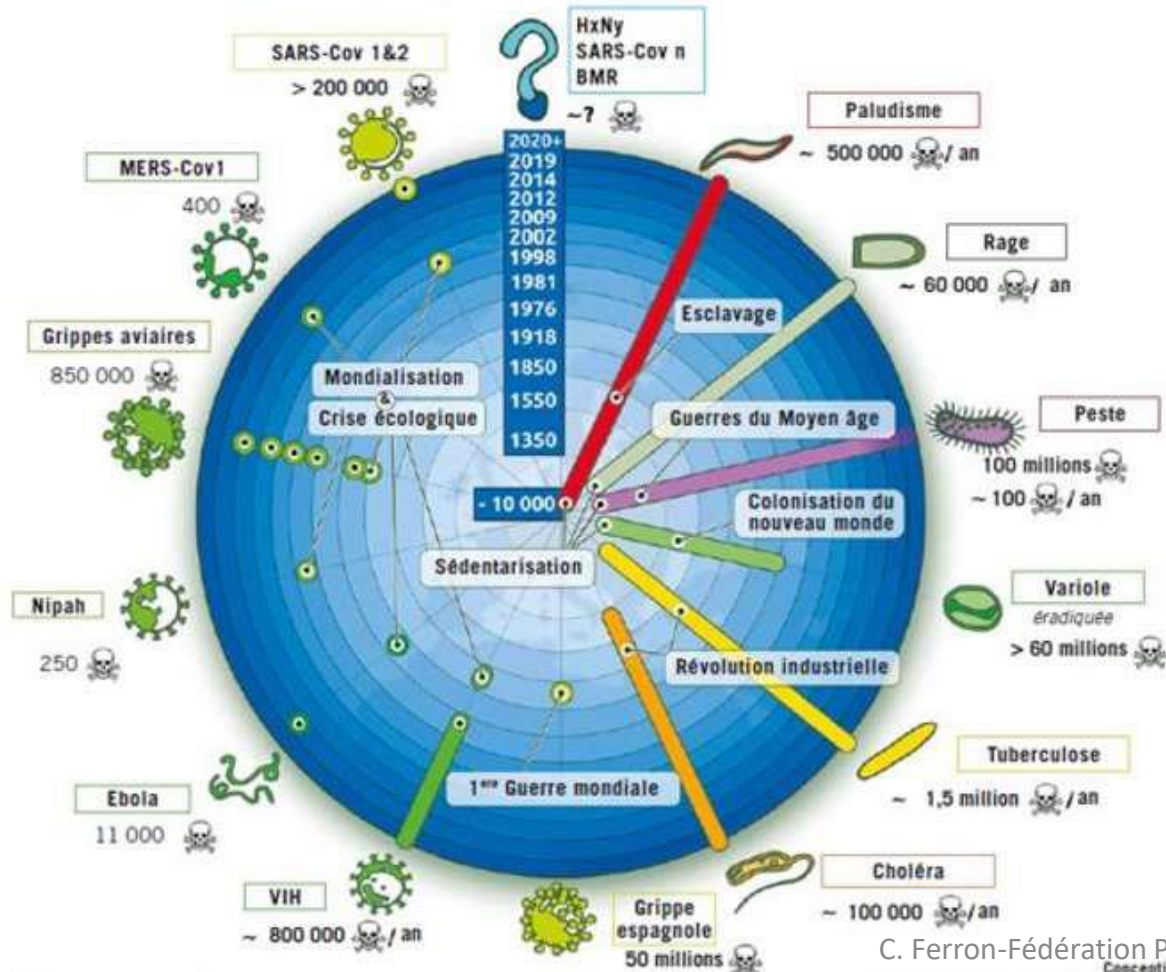 HxNy
SARS-Cov n
BMR
~?
SARS-Cov 1&2
> 200 000
MERS-Cov1
400
Grippes aviaires
850 000
Nipah
250
Ebola
11 000
VIH
~ 800 000 / an
Grippe
espagnole
50 millions
Choléra
~ 100 000 /an
Tuberculose
~ 1,5 million /an
Variole
éradiquée
> 60 millions
Peste
100 millions
~ 100 / an
Rage
~ 60 000 / an
Paludisme
~ 500 000 / an
2020+
2019
2014
2012
2009
2002
1998
1981
1976
1918
1850
1550
1350
- 10 000
Esclavage
Guerres du Moyen âge
Colonisation du
nouveau monde
Mondialisation
&
Crise écologique
Sédentarisation
Révolution industrielle
1ere Guerre mondiale
C. Ferron-Fédération P